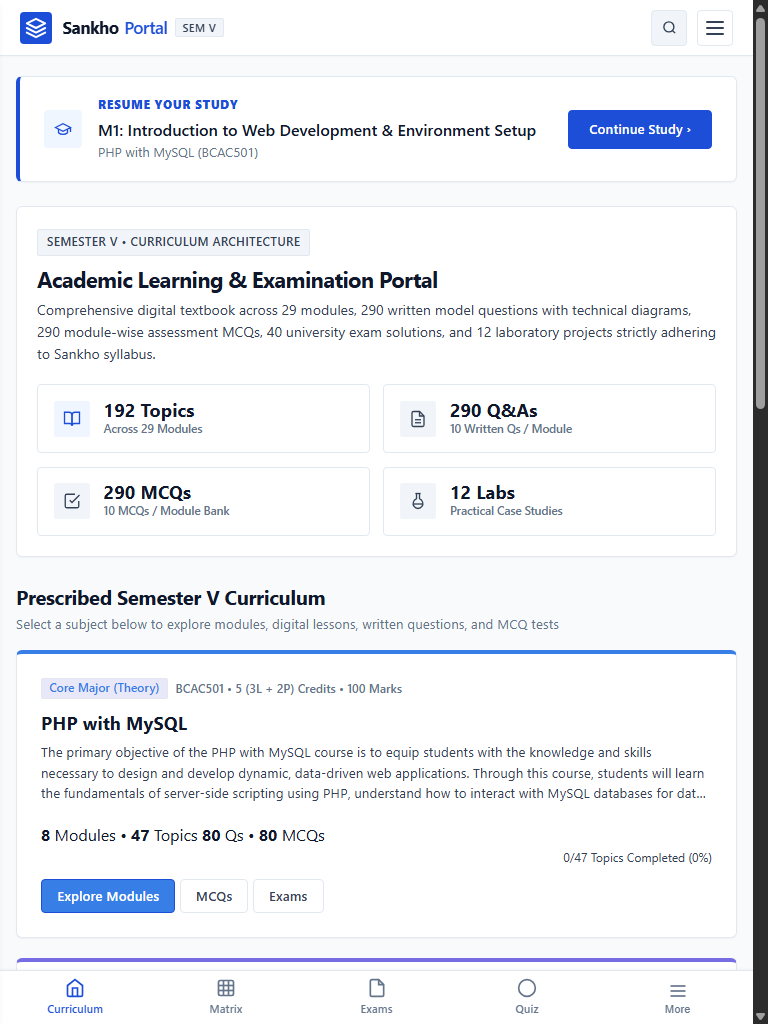 Sankho Portal SEM V
RESUME YOUR STUDY
M1: Introduction to Web Development & Environment Setup
PHP with MySQL (BCAC501)
Continue Study ›
SEMESTER V • CURRICULUM ARCHITECTURE
Academic Learning & Examination Portal
Comprehensive digital textbook across 29 modules, 290 written model questions with technical diagrams,
290 module-wise assessment MCQs, 40 university exam solutions, and 12 laboratory projects strictly adhering
to Sankho syllabus.
192 Topics
Across 29 Modules
290 Q&As
10 Written Qs / Module
290 MCQs
10 MCQs / Module Bank
12 Labs
Practical Case Studies
Prescribed Semester V Curriculum
Select a subject below to explore modules, digital lessons, written questions, and MCQ tests
Core Major (Theory) BCAC501 • 5 (3L + 2P) Credits • 100 Marks
PHP with MySQL
The primary objective of the PHP with MySQL course is to equip students with the knowledge and skills
necessary to design and develop dynamic, data-driven web applications. Through this course, students will learn
the fundamentals of server-side scripting using PHP, understand how to interact with MySQL databases for dat...
8 Modules • 47 Topics 80 Qs • 80 MCQs
0/47 Topics Completed (0%)
Explore Modules MCQs Exams
Curriculum Matrix Exams Quiz More